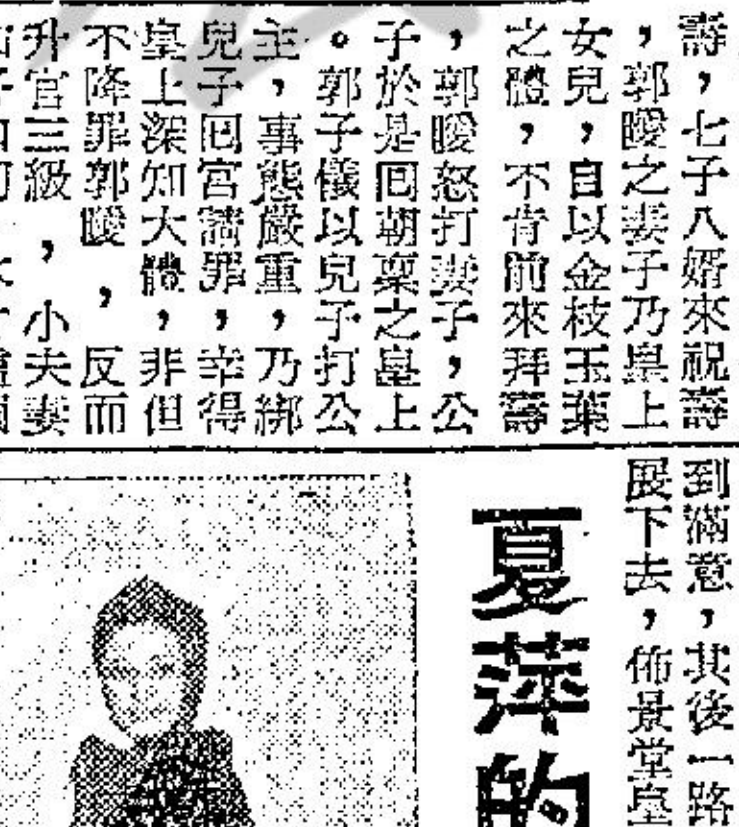 壽，七子八婿來祝壽
，郭曖之妻子乃皇上
女兒，自以金枝玉葉
之體，不肯前來拜壽
，郭曖怒打妻子，公
子於是囘朝稟之皇上
。郭子儀以兒子打公
主，事態嚴重，乃綁
兒子囘宮請罪，幸得
皇上深知大體，非但
不降罪郭曖，反而
升官三級，小夫妻
到滿意，其後一路
展下去，佈景堂皇
夏萍的